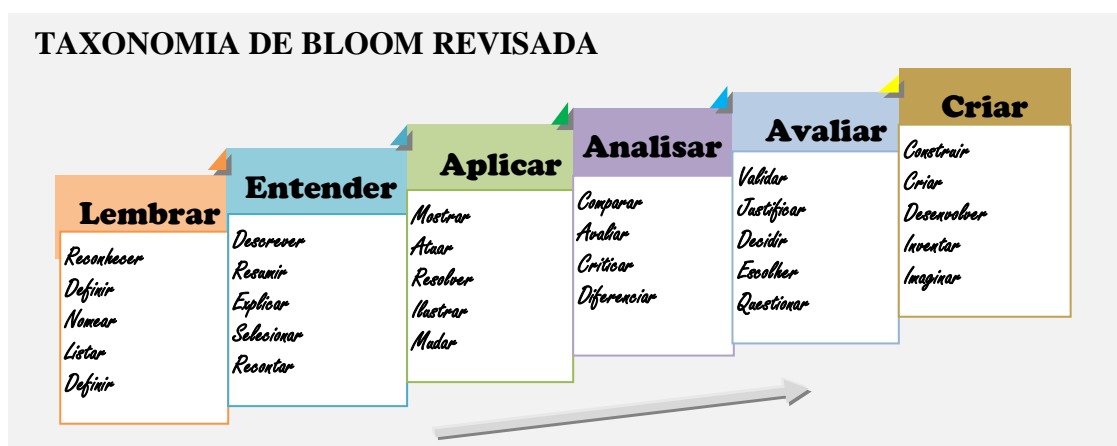 TAXONOMIA DE BLOOM REVISADA
Lembrar
Reconhecer
Definir
Nomear
Listar
Definir
Entender
Descrever
Resumir
Explicar
Selecionar
Recontar
Aplicar
Mostrar
Atuar
Resolver
Ilustrar
Mudar
Analisar
Comparar
Avaliar
Criticar
Diferenciar
Avaliar
Validar
Justificar
Decidir
Escolher
Questionar
Criar
Construir
Criar
Desenvolver
Inventar
Imaginar